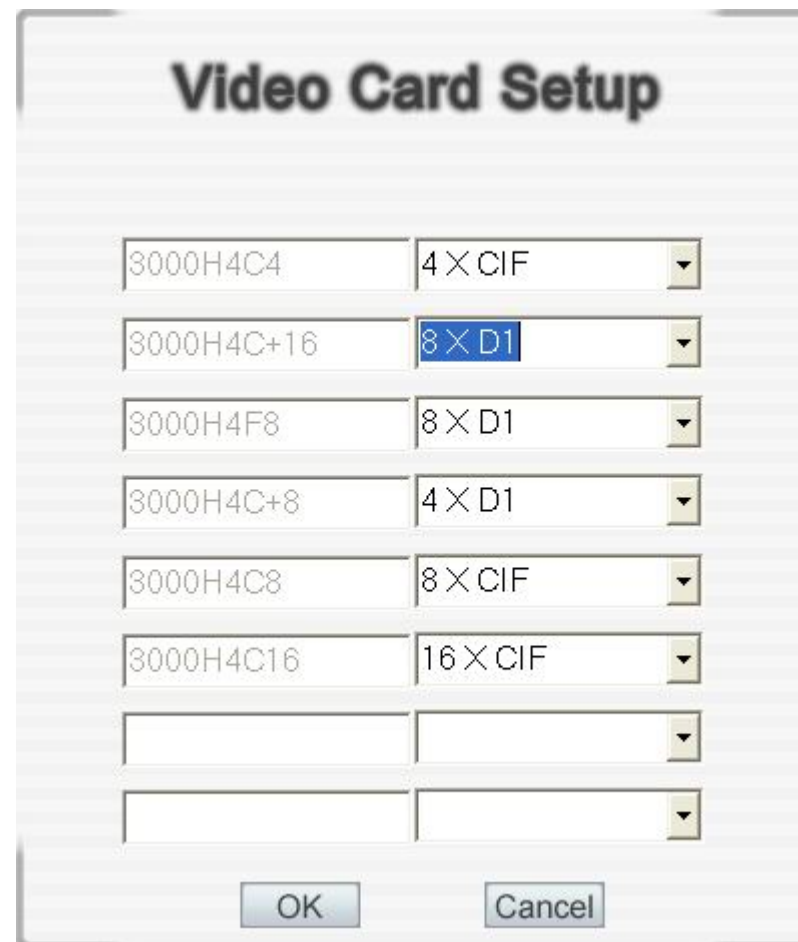 Video Card Setup
3000H4C4 4×CIF
3000H4C+16 8×D1
3000H4F8 8×D1
3000H4C+8 4×D1
3000H4C8 8×CIF
3000H4C16 16×CIF
OK Cancel